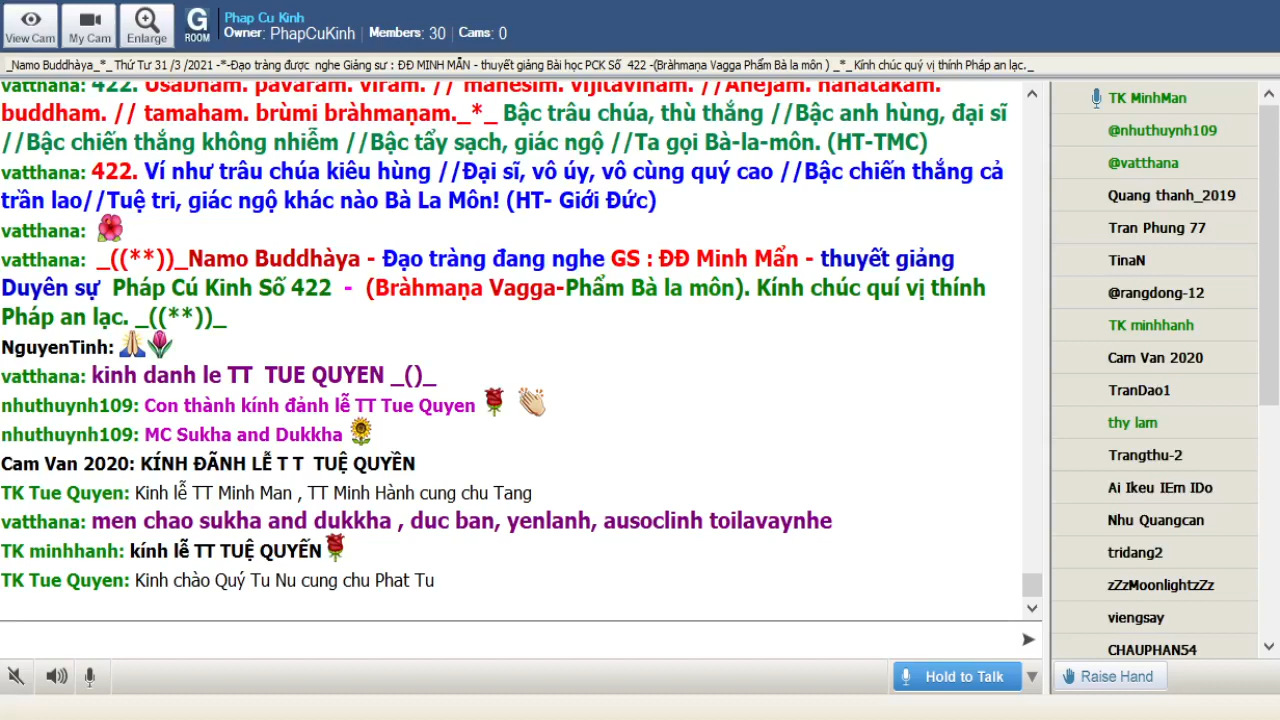 View Cam
My Cam
Enlarge
G
ROOM
Phap Cu Kinh
Owner: PhapCuKinh | Members: 30 | Cams: 0
_Namo Buddhàya_*_ Thứ Tư 31 /3 /2021 -*-Đạo tràng được nghe Giảng sư : ĐĐ MINH MẪN - thuyết giảng Bài học PCK Số 422 -(Bràhmaṇa Vagga Phẩm Bà la môn ) _*_ Kính chúc quý vị thính Pháp an lạc._
vatthana: 422. Usabham. pavaram. viram. // mahesim. vijitàvinam. //Anejam. nahàtakam.
buddham. // tamaham. brùmi bràhmaṇam._*_ Bậc trâu chúa, thù thắng //Bậc anh hùng, đại sĩ
//Bậc chiến thắng không nhiễm //Bậc tẩy sạch, giác ngộ //Ta gọi Bà-la-môn. (HT-TMC)
vatthana: 422. Ví như trâu chúa kiêu hùng //Đại sĩ, vô úy, vô cùng quý cao //Bậc chiến thắng cả
trần lao//Tuệ tri, giác ngộ khác nào Bà La Môn! (HT- Giới Đức)
vatthana:
vatthana: _((**))_Namo Buddhàya - Đạo tràng đang nghe GS : ĐĐ Minh Mẩn - thuyết giảng
Duyên sự Pháp Cú Kinh Số 422 - (Bràhmaṇa Vagga-Phẩm Bà la môn). Kính chúc quí vị thính
Pháp an lạc. _((**))_
NguyenTinh:
vatthana: kinh danh le TT TUE QUYEN _()_
nhuthuynh109: Con thành kính đảnh lễ TT Tue Quyen
nhuthuynh109: MC Sukha and Dukkha
Cam Van 2020: KÍNH ĐÃNH LỄ T T TUỆ QUYỀN
TK Tue Quyen: Kinh lễ TT Minh Man , TT Minh Hành cung chu Tang
vatthana: men chao sukha and dukkha , duc ban, yenlanh, ausoclinh toilavaynhe
TK minhhanh: kính lễ TT TUỆ QUYẾN
TK Tue Quyen: Kinh chào Quý Tu Nu cung chu Phat Tu
TK MinhMan
@nhuthuynh109
@vatthana
Quang thanh_2019
Tran Phung 77
TinaN
@rangdong-12
TK minhhanh
Cam Van 2020
TranDao1
thy lam
Trangthu-2
Ai Ikeu IEm IDo
Nhu Quangcan
tridang2
zZzMoonlightzZz
viengsay
CHAUPHAN54
Hold to Talk
Raise Hand